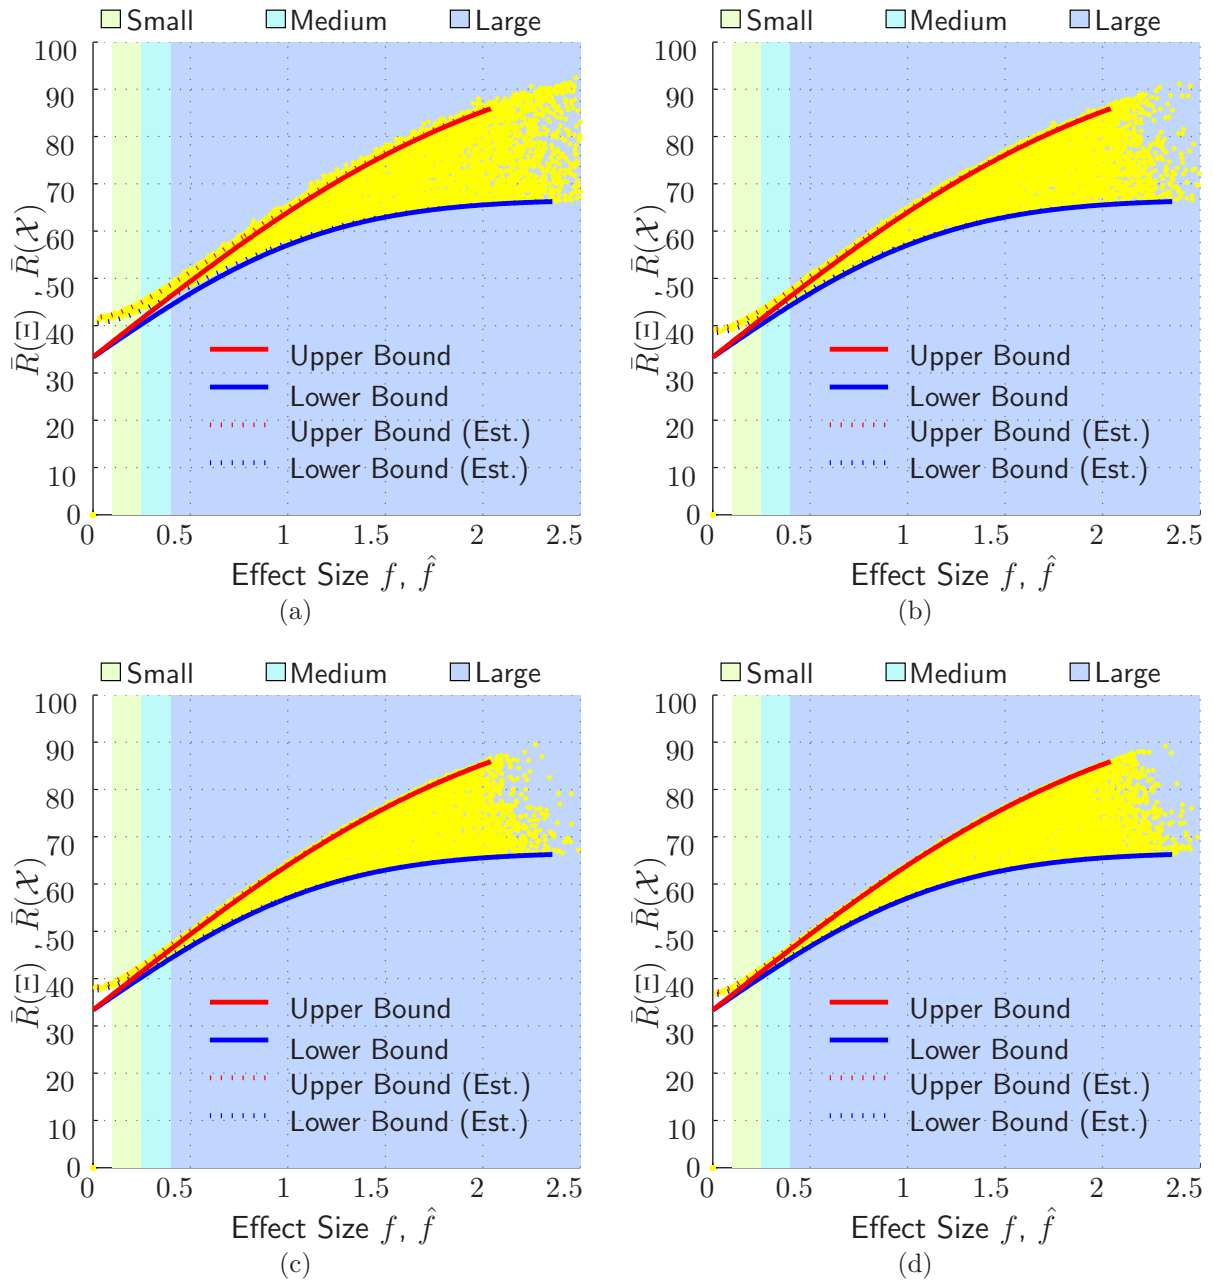 Small Medium Large
100
90
80
70
60
50
40
30
20
10
0
R̄(Ξ) , R̄(𝒳)
Upper Bound
Lower Bound
Upper Bound (Est.)
Lower Bound (Est.)
0 0.5 1 1.5 2 2.5
Effect Size f, f̂
(a)
Small Medium Large
100
90
80
70
60
50
40
30
20
10
0
R̄(Ξ) , R̄(𝒳)
Upper Bound
Lower Bound
Upper Bound (Est.)
Lower Bound (Est.)
0 0.5 1 1.5 2 2.5
Effect Size f, f̂
(b)
Small Medium Large
100
90
80
70
60
50
40
30
20
10
0
R̄(Ξ) , R̄(𝒳)
Upper Bound
Lower Bound
Upper Bound (Est.)
Lower Bound (Est.)
0 0.5 1 1.5 2 2.5
Effect Size f, f̂
(c)
Small Medium Large
100
90
80
70
60
50
40
30
20
10
0
R̄(Ξ) , R̄(𝒳)
Upper Bound
Lower Bound
Upper Bound (Est.)
Lower Bound (Est.)
0 0.5 1 1.5 2 2.5
Effect Size f, f̂
(d)